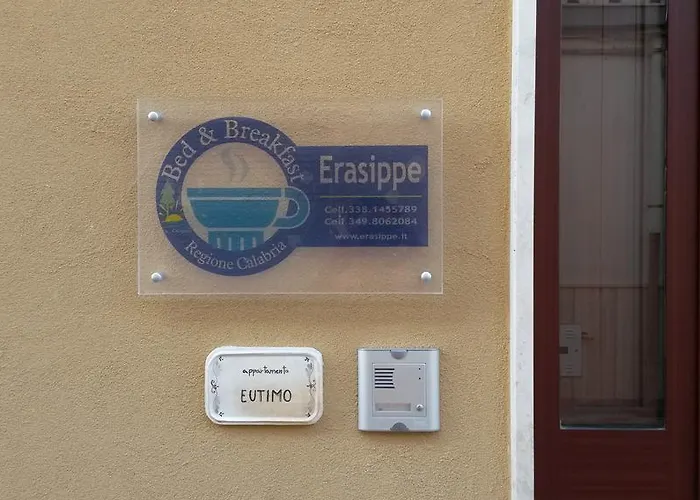 Bed & Breakfast
Regione Calabria
Erasippe
Cell.338.1455789
Cell.349.8062084
www.erasippe.it
appartamento
EUTIMO